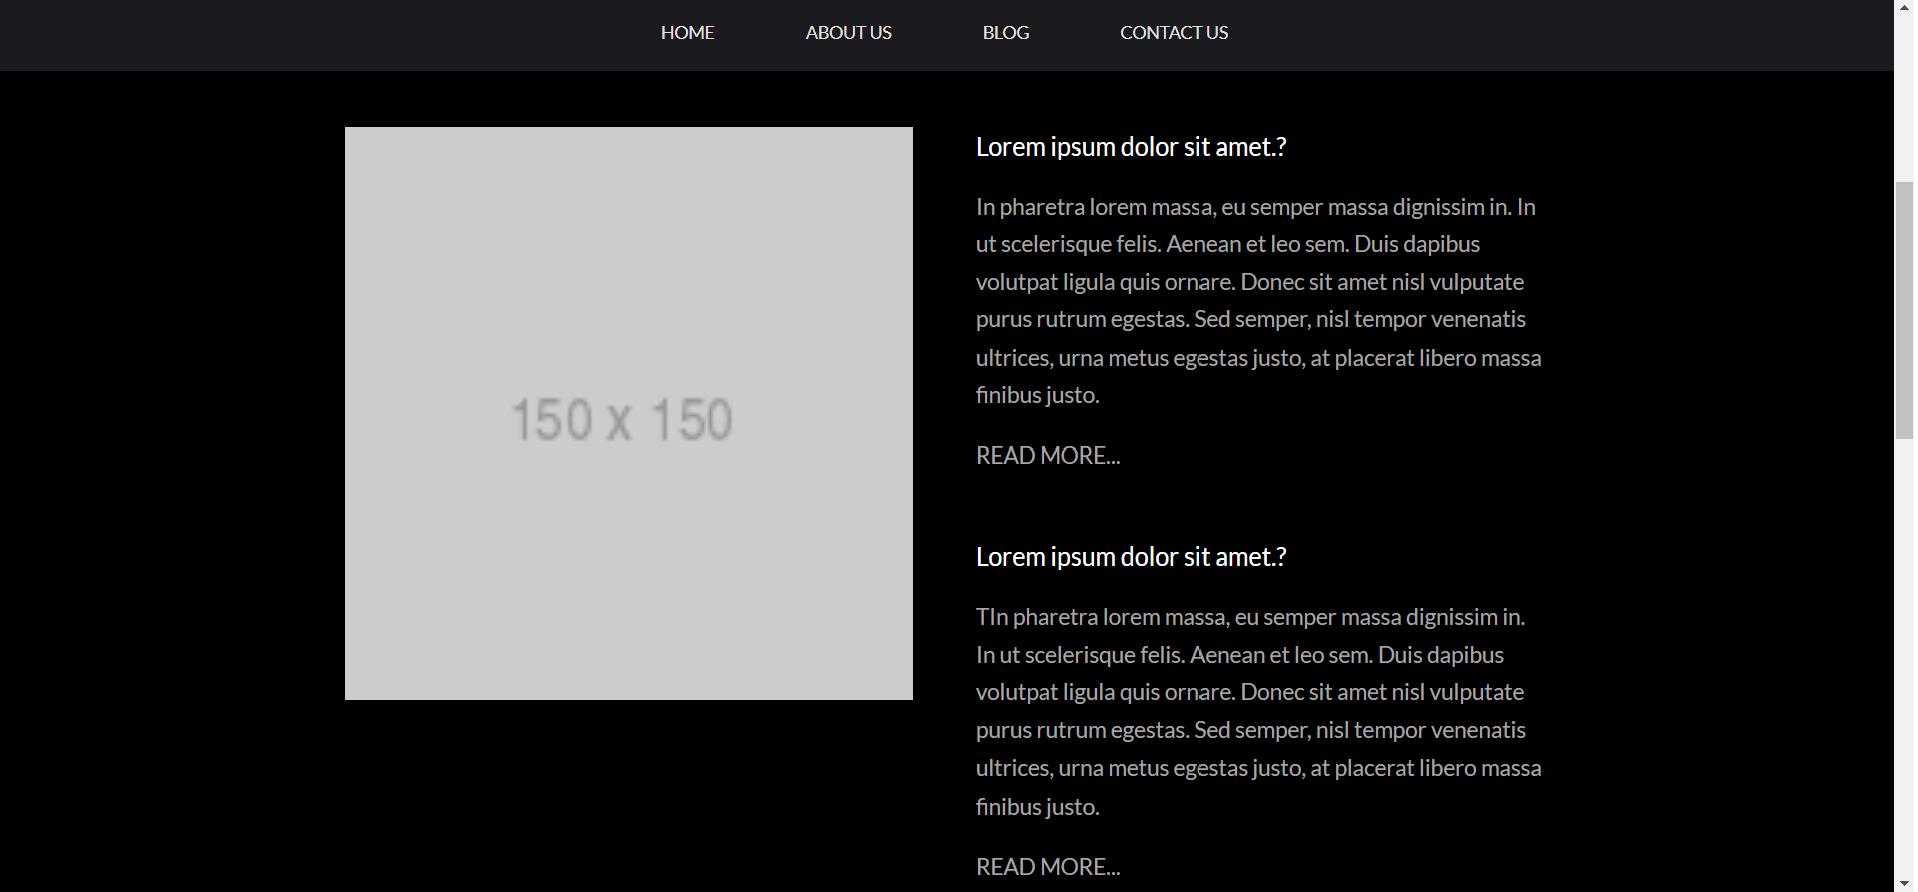 HOME ABOUT US BLOG CONTACT US
150 x 150
Lorem ipsum dolor sit amet.?
In pharetra lorem massa, eu semper massa dignissim in. In
ut scelerisque felis. Aenean et leo sem. Duis dapibus
volutpat ligula quis ornare. Donec sit amet nisl vulputate
purus rutrum egestas. Sed semper, nisl tempor venenatis
ultrices, urna metus egestas justo, at placerat libero massa
finibus justo.
READ MORE...
Lorem ipsum dolor sit amet.?
TIn pharetra lorem massa, eu semper massa dignissim in.
In ut scelerisque felis. Aenean et leo sem. Duis dapibus
volutpat ligula quis ornare. Donec sit amet nisl vulputate
purus rutrum egestas. Sed semper, nisl tempor venenatis
ultrices, urna metus egestas justo, at placerat libero massa
finibus justo.
READ MORE...